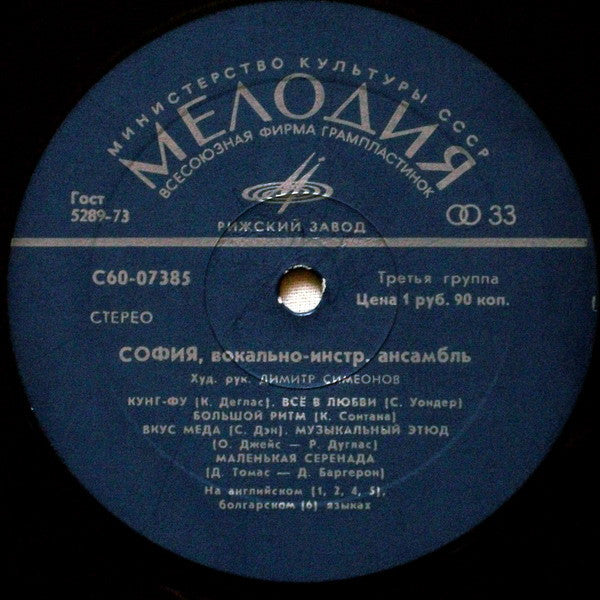 МИНИСТЕРСТВО КУЛЬТУРЫ СССР
МЕЛОДИЯ
ВСЕСОЮЗНАЯ ФИРМА ГРАМПЛАСТИНОК
Гост
5289-73
33
РИЖСКИЙ ЗАВОД
С60-07385
Третья группа
Цена 1 руб. 90 коп.
СТЕРЕО
СОФИЯ, вокально-инстр. ансамбль
Худ. рук. ДИМИТР СИМЕОНОВ
КУНГ-ФУ (К. Деглас). ВСЁ В ЛЮБВИ (С. Уондер)
БОЛЬШОЙ РИТМ (К. Сонтана)
ВКУС МЕДА (С. Дэн). МУЗЫКАЛЬНЫЙ ЭТЮД
(О. Джейс — Р. Дуглас)
МАЛЕНЬКАЯ СЕРЕНАДА
(Д. Томас — Д. Баргерон)
На английском (1, 2, 4, 5),
болгарском (6) языках